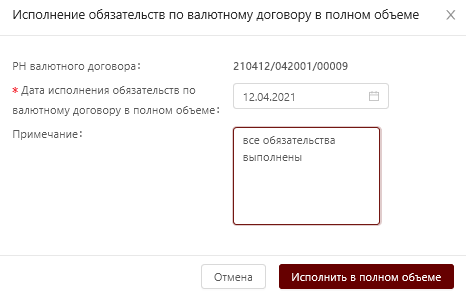 Исполнение обязательств по валютному договору в полном объеме
РН валютного договора: 210412/042001/00009
* Дата исполнения обязательств по
валютному договору в полном объеме: 12.04.2021
Примечание: все обязательства
выполнены
Отмена Исполнить в полном объеме